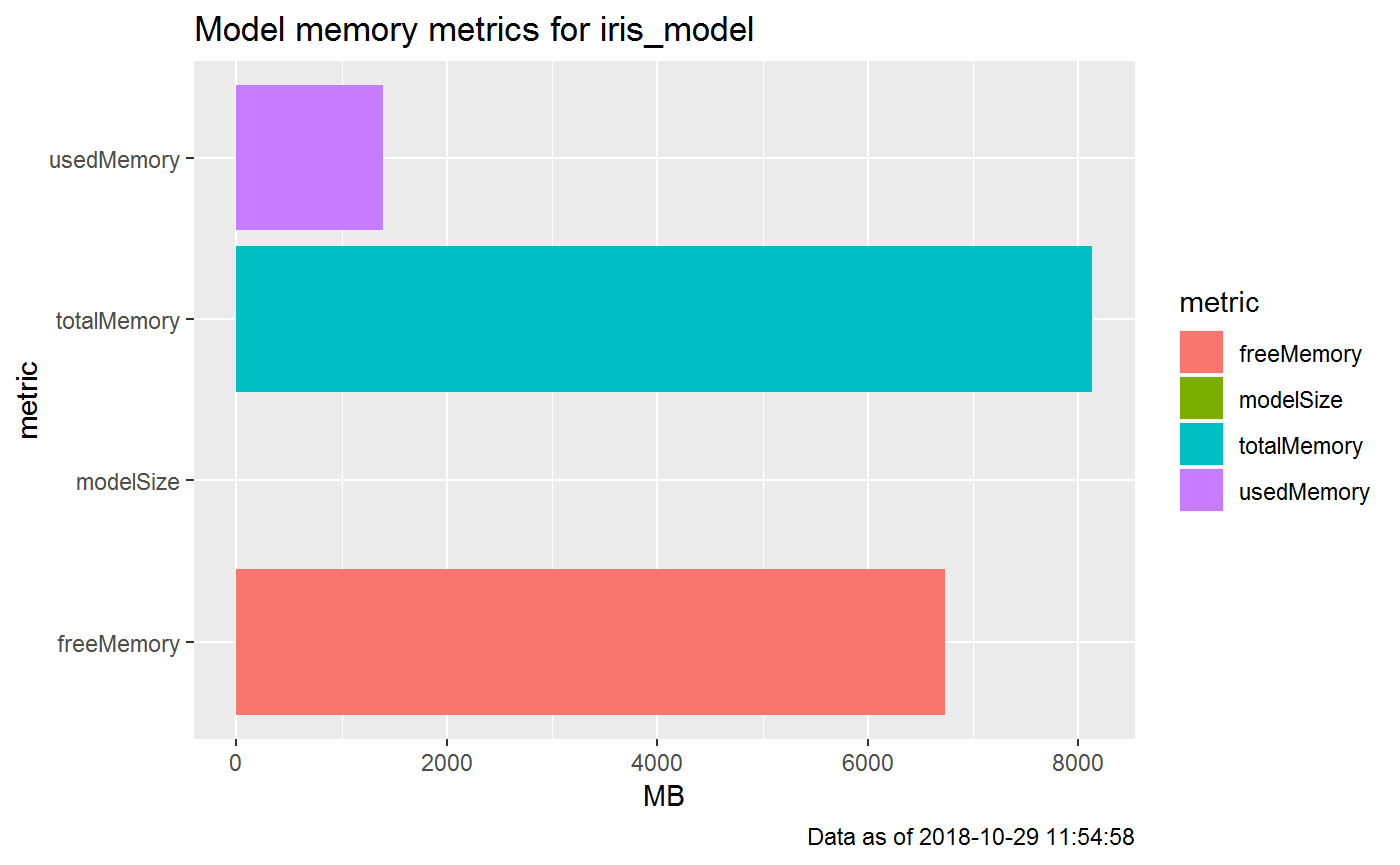 Model memory metrics for iris_model
usedMemory
totalMemory
modelSize
freeMemory
metric
0 2000 4000 6000 8000
MB
metric
freeMemory
modelSize
totalMemory
usedMemory
Data as of 2018-10-29 11:54:58